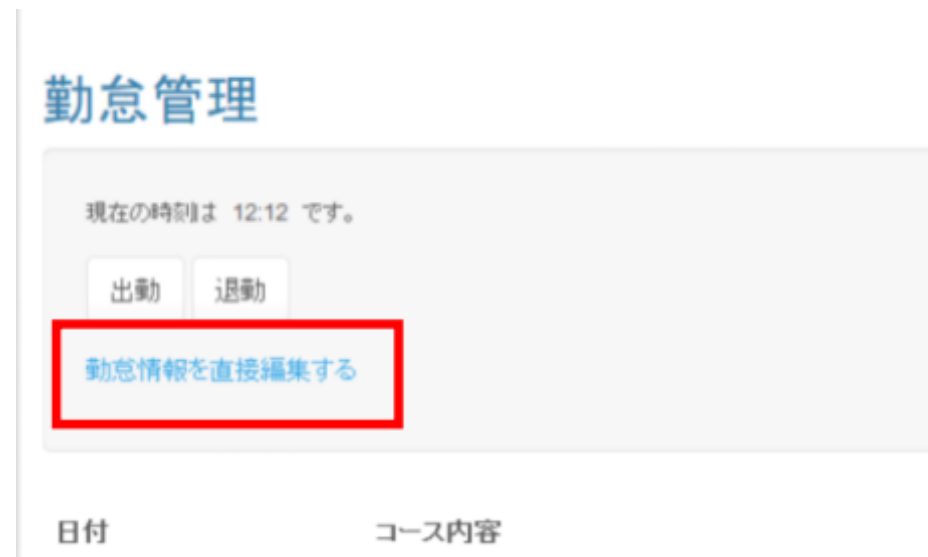 勤怠管理
現在の時刻は 12:12 です。
出勤 退勤
勤怠情報を直接編集する
日付 コース内容